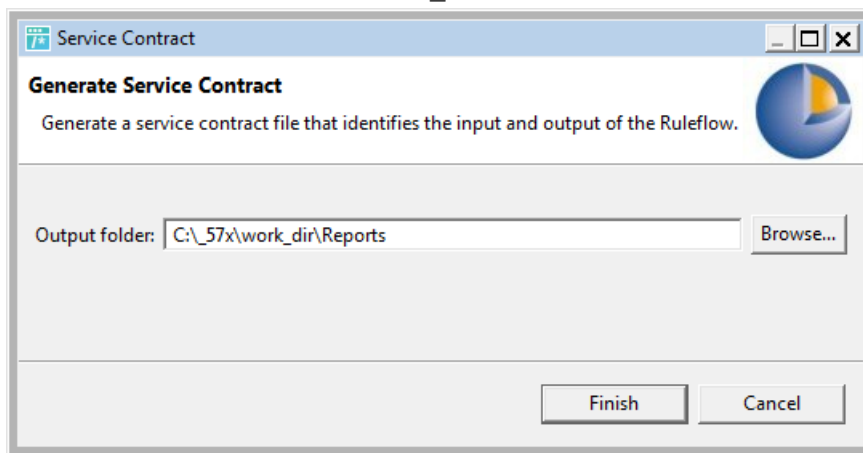 Service Contract
Generate Service Contract
Generate a service contract file that identifies the input and output of the Ruleflow.
Output folder: C:\_57x\work_dir\Reports Browse...
Finish Cancel